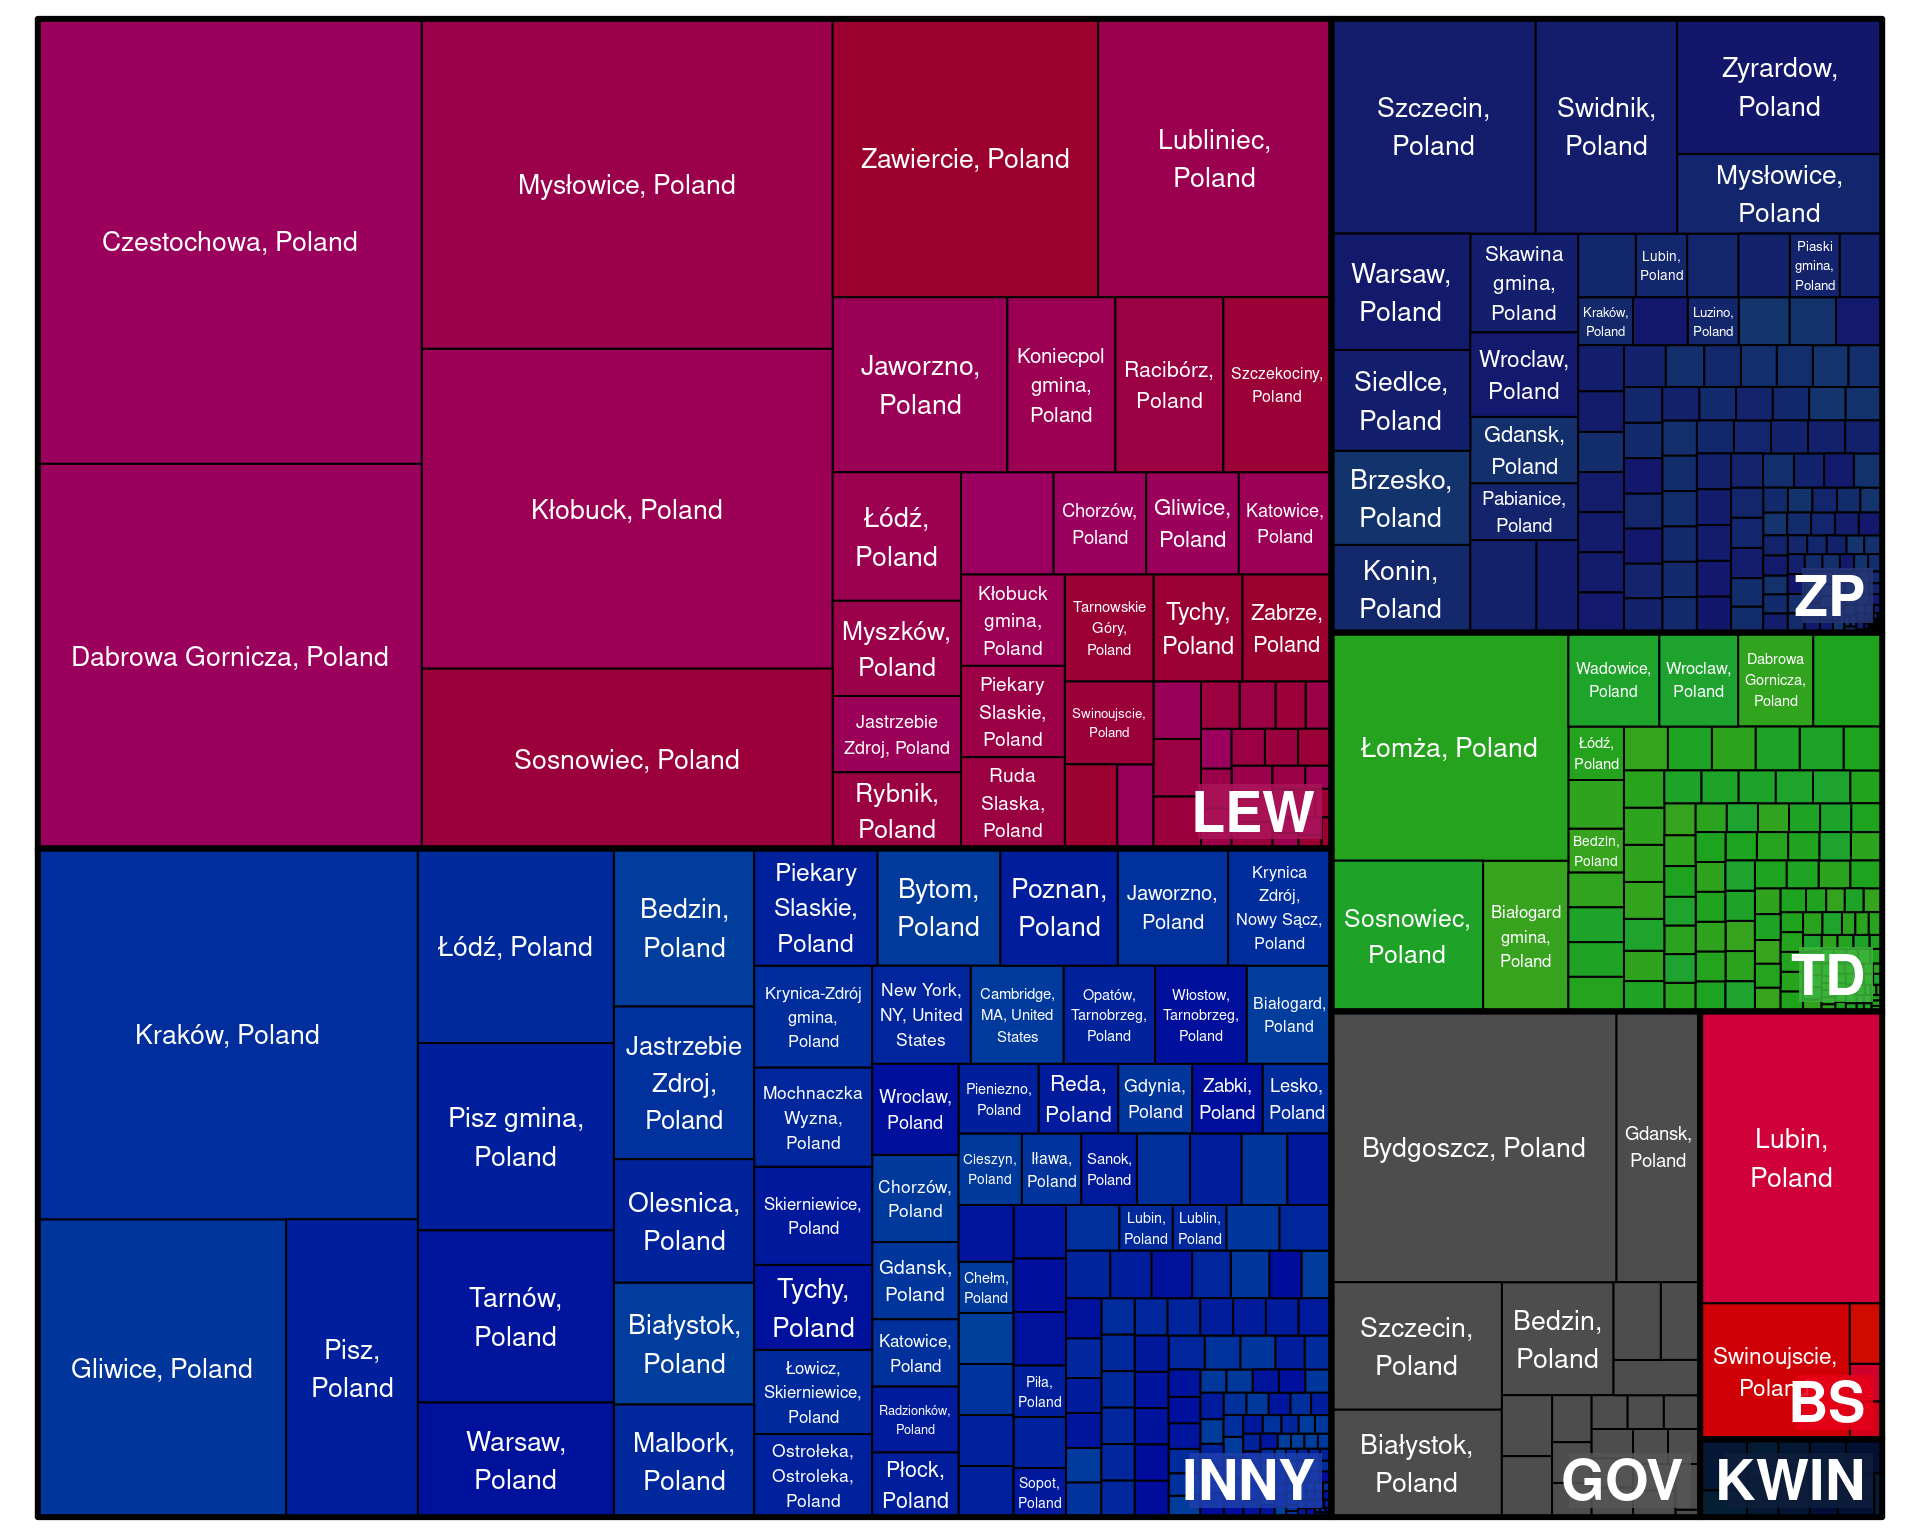 Czestochowa, Poland
Dabrowa Gornicza, Poland
Mysłowice, Poland
Kłobuck, Poland
Sosnowiec, Poland
Zawiercie, Poland
Lubliniec,
Poland
Jaworzno,
Poland
Koniecpol
gmina,
Poland
Racibórz,
Poland
Szczekociny,
Poland
Łódź,
Poland
Myszków,
Poland
Jastrzebie
Zdroj, Poland
Rybnik,
Poland
Chorzów,
Poland
Gliwice,
Poland
Katowice,
Poland
Kłobuck
gmina,
Poland
Piekary
Slaskie,
Poland
Ruda
Slaska,
Poland
Tarnowskie
Góry,
Poland
Tychy,
Poland
Zabrze,
Poland
Swinoujscie,
Poland
LEW
Szczecin,
Poland
Swidnik,
Poland
Zyrardow,
Poland
Mysłowice,
Poland
Warsaw,
Poland
Siedlce,
Poland
Brzesko,
Poland
Konin,
Poland
Skawina
gmina,
Poland
Wroclaw,
Poland
Gdansk,
Poland
Pabianice,
Poland
Lubin,
Poland
Piaski
gmina,
Poland
Kraków,
Poland
Luzino,
Poland
ZP
Łomża, Poland
Sosnowiec,
Poland
Białogard
gmina,
Poland
Wadowice,
Poland
Wroclaw,
Poland
Dabrowa
Gornicza,
Poland
Łódź,
Poland
Bedzin,
Poland
TD
Kraków, Poland
Gliwice, Poland
Pisz,
Poland
Łódź, Poland
Pisz gmina,
Poland
Tarnów,
Poland
Warsaw,
Poland
Bedzin,
Poland
Jastrzebie
Zdroj,
Poland
Olesnica,
Poland
Białystok,
Poland
Malbork,
Poland
Piekary
Slaskie,
Poland
Bytom,
Poland
Poznan,
Poland
Jaworzno,
Poland
Krynica
Zdrój,
Nowy Sącz,
Poland
Krynica-Zdrój
gmina,
Poland
Mochnaczka
Wyzna,
Poland
Skierniewice,
Poland
Tychy,
Poland
Łowicz,
Skierniewice,
Poland
Ostrołeka,
Ostroleka,
Poland
New York,
NY, United
States
Cambridge,
MA, United
States
Opatów,
Tarnobrzeg,
Poland
Włostow,
Tarnobrzeg,
Poland
Białogard,
Poland
Wroclaw,
Poland
Chorzów,
Poland
Gdansk,
Poland
Katowice,
Poland
Radzionków,
Poland
Płock,
Poland
Pieniezno,
Poland
Reda,
Poland
Gdynia,
Poland
Zabki,
Poland
Lesko,
Poland
Cieszyn,
Poland
Iława,
Poland
Sanok,
Poland
Lubin,
Poland
Lublin,
Poland
Chełm,
Poland
Piła,
Poland
Sopot,
Poland
INNY
Bydgoszcz, Poland
Gdansk,
Poland
Szczecin,
Poland
Bedzin,
Poland
Białystok,
Poland
GOV
Lubin,
Poland
Swinoujscie,
Poland
BS
KWIN